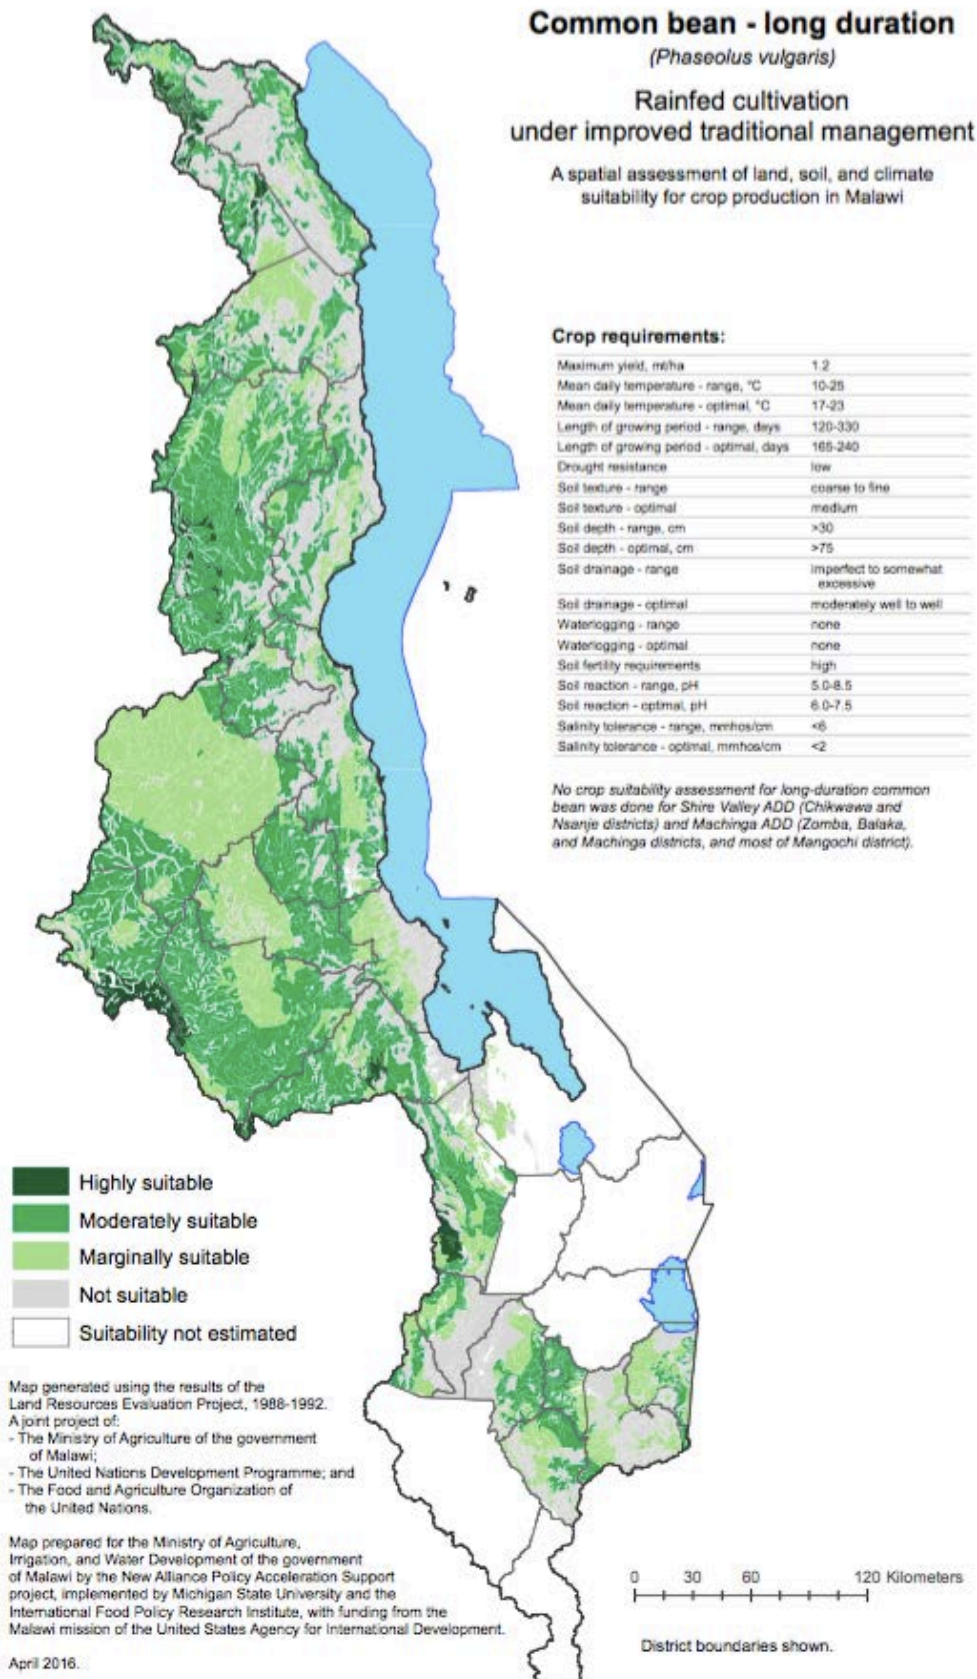 Common bean - long duration
(Phaseolus vulgaris)
Rainfed cultivation
under improved traditional management
A spatial assessment of land, soil, and climate
suitability for crop production in Malawi
Crop requirements:
Maximum yield, mt/ha 1.2
Mean daily temperature - range, °C 10-25
Mean daily temperature - optimal, °C 17-23
Length of growing period - range, days 120-330
Length of growing period - optimal, days 165-240
Drought resistance low
Soil texture - range coarse to fine
Soil texture - optimal medium
Soil depth - range, cm >30
Soil depth - optimal, cm >75
Soil drainage - range imperfect to somewhat
excessive
Soil drainage - optimal moderately well to well
Waterlogging - range none
Waterlogging - optimal none
Soil fertility requirements high
Soil reaction - range, pH 5.0-8.5
Soil reaction - optimal, pH 6.0-7.5
Salinity tolerance - range, mmhos/cm <6
Salinity tolerance - optimal, mmhos/cm <2
No crop suitability assessment for long-duration common
bean was done for Shire Valley ADD (Chikwawa and
Nsanje districts) and Machinga ADD (Zomba, Balaka,
and Machinga districts, and most of Mangochi district).
Highly suitable
Moderately suitable
Marginally suitable
Not suitable
Suitability not estimated
Map generated using the results of the
Land Resources Evaluation Project, 1988-1992.
A joint project of:
- The Ministry of Agriculture of the government
of Malawi;
- The United Nations Development Programme; and
- The Food and Agriculture Organization of
the United Nations.
Map prepared for the Ministry of Agriculture,
Irrigation, and Water Development of the government
of Malawi by the New Alliance Policy Acceleration Support
project, implemented by Michigan State University and the
International Food Policy Research Institute, with funding from the
Malawi mission of the United States Agency for International Development.
April 2016.
0 30 60 120 Kilometers
District boundaries shown.